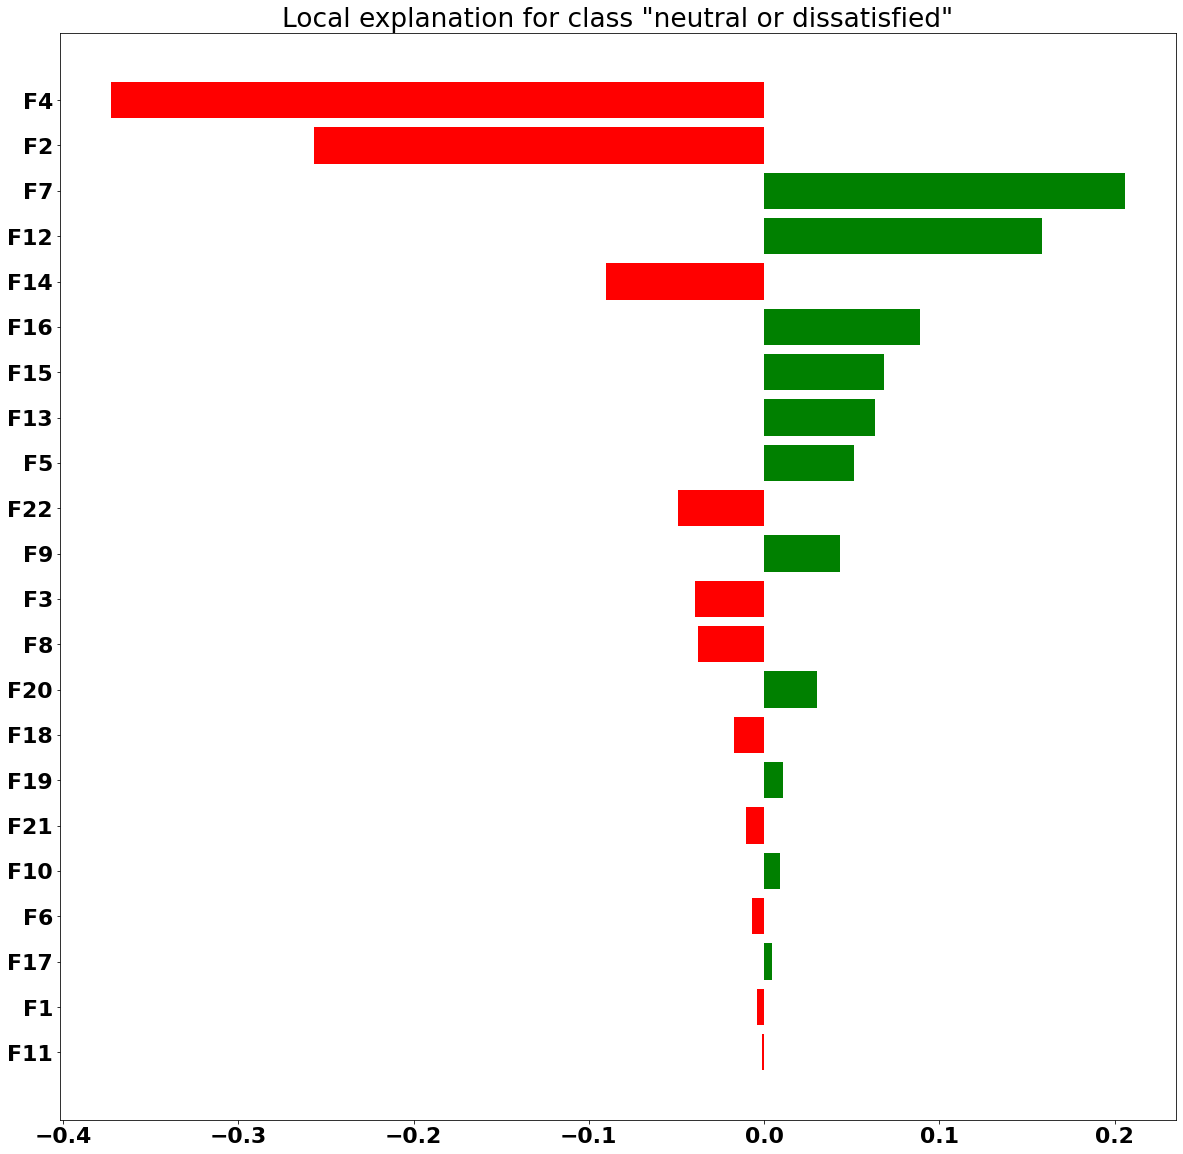 Local explanation for class "neutral or dissatisfied"
F4
F2
F7
F12
F14
F16
F15
F13
F5
F22
F9
F3
F8
F20
F18
F19
F21
F10
F6
F17
F1
F11
−0.4 −0.3 −0.2 −0.1 0.0 0.1 0.2